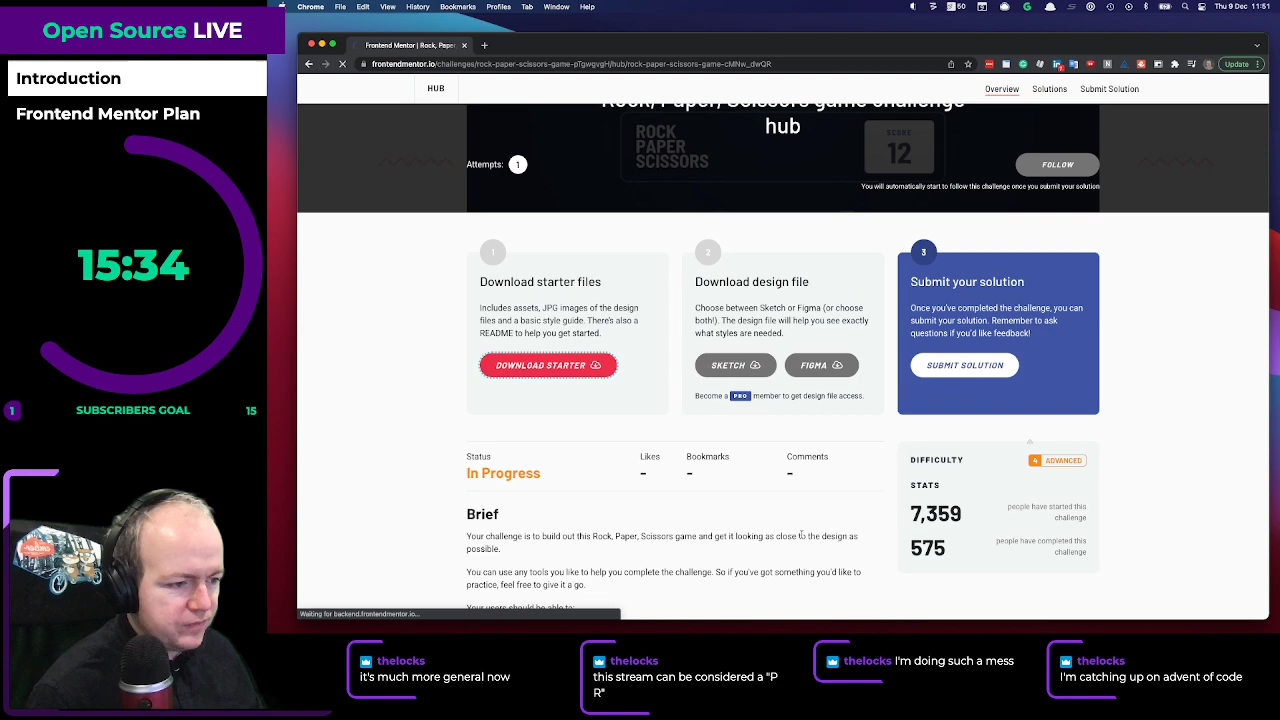 Open Source LIVE
Introduction
Frontend Mentor Plan
15:34
1 SUBSCRIBERS GOAL 15
Chrome File Edit View History Bookmarks Profiles Tab Window Help
50
Thu 9 Dec 11:51
Frontend Mentor | Rock, Paper,
frontendmentor.io/challenges/rock-paper-scissors-game-pTgwgvgH/hub/rock-paper-scissors-game-cMNw_dwQR
Update
HUB
Overview Solutions Submit Solution
Rock, Paper, Scissors game challenge
hub
ROCK
PAPER
SCISSORS
SCORE
12
Attempts: 1
FOLLOW
You will automatically start to follow this challenge once you submit your solution
1
Download starter files
Includes assets, JPG images of the design
files and a basic style guide. There's also a
README to help you get started.
DOWNLOAD STARTER
2
Download design file
Choose between Sketch or Figma (or choose
both!). The design file will help you see exactly
what styles are needed.
SKETCH FIGMA
Become a PRO member to get design file access.
3
Submit your solution
Once you've completed the challenge, you can
submit your solution. Remember to ask
questions if you'd like feedback!
SUBMIT SOLUTION
Status Likes Bookmarks Comments
In Progress - - -
Brief
Your challenge is to build out this Rock, Paper, Scissors game and get it looking as close to the design as
possible.
You can use any tools you like to help you complete the challenge. So if you've got something you'd like to
practice, feel free to give it a go.
Your users should be able to:
DIFFICULTY 4 ADVANCED
STATS
7,359 people have started this
challenge
575 people have completed this
challenge
Waiting for backend.frontendmentor.io...
thelocks
it's much more general now
thelocks
this stream can be considered a "P
R"
thelocks I'm doing such a mess
thelocks
I'm catching up on advent of code